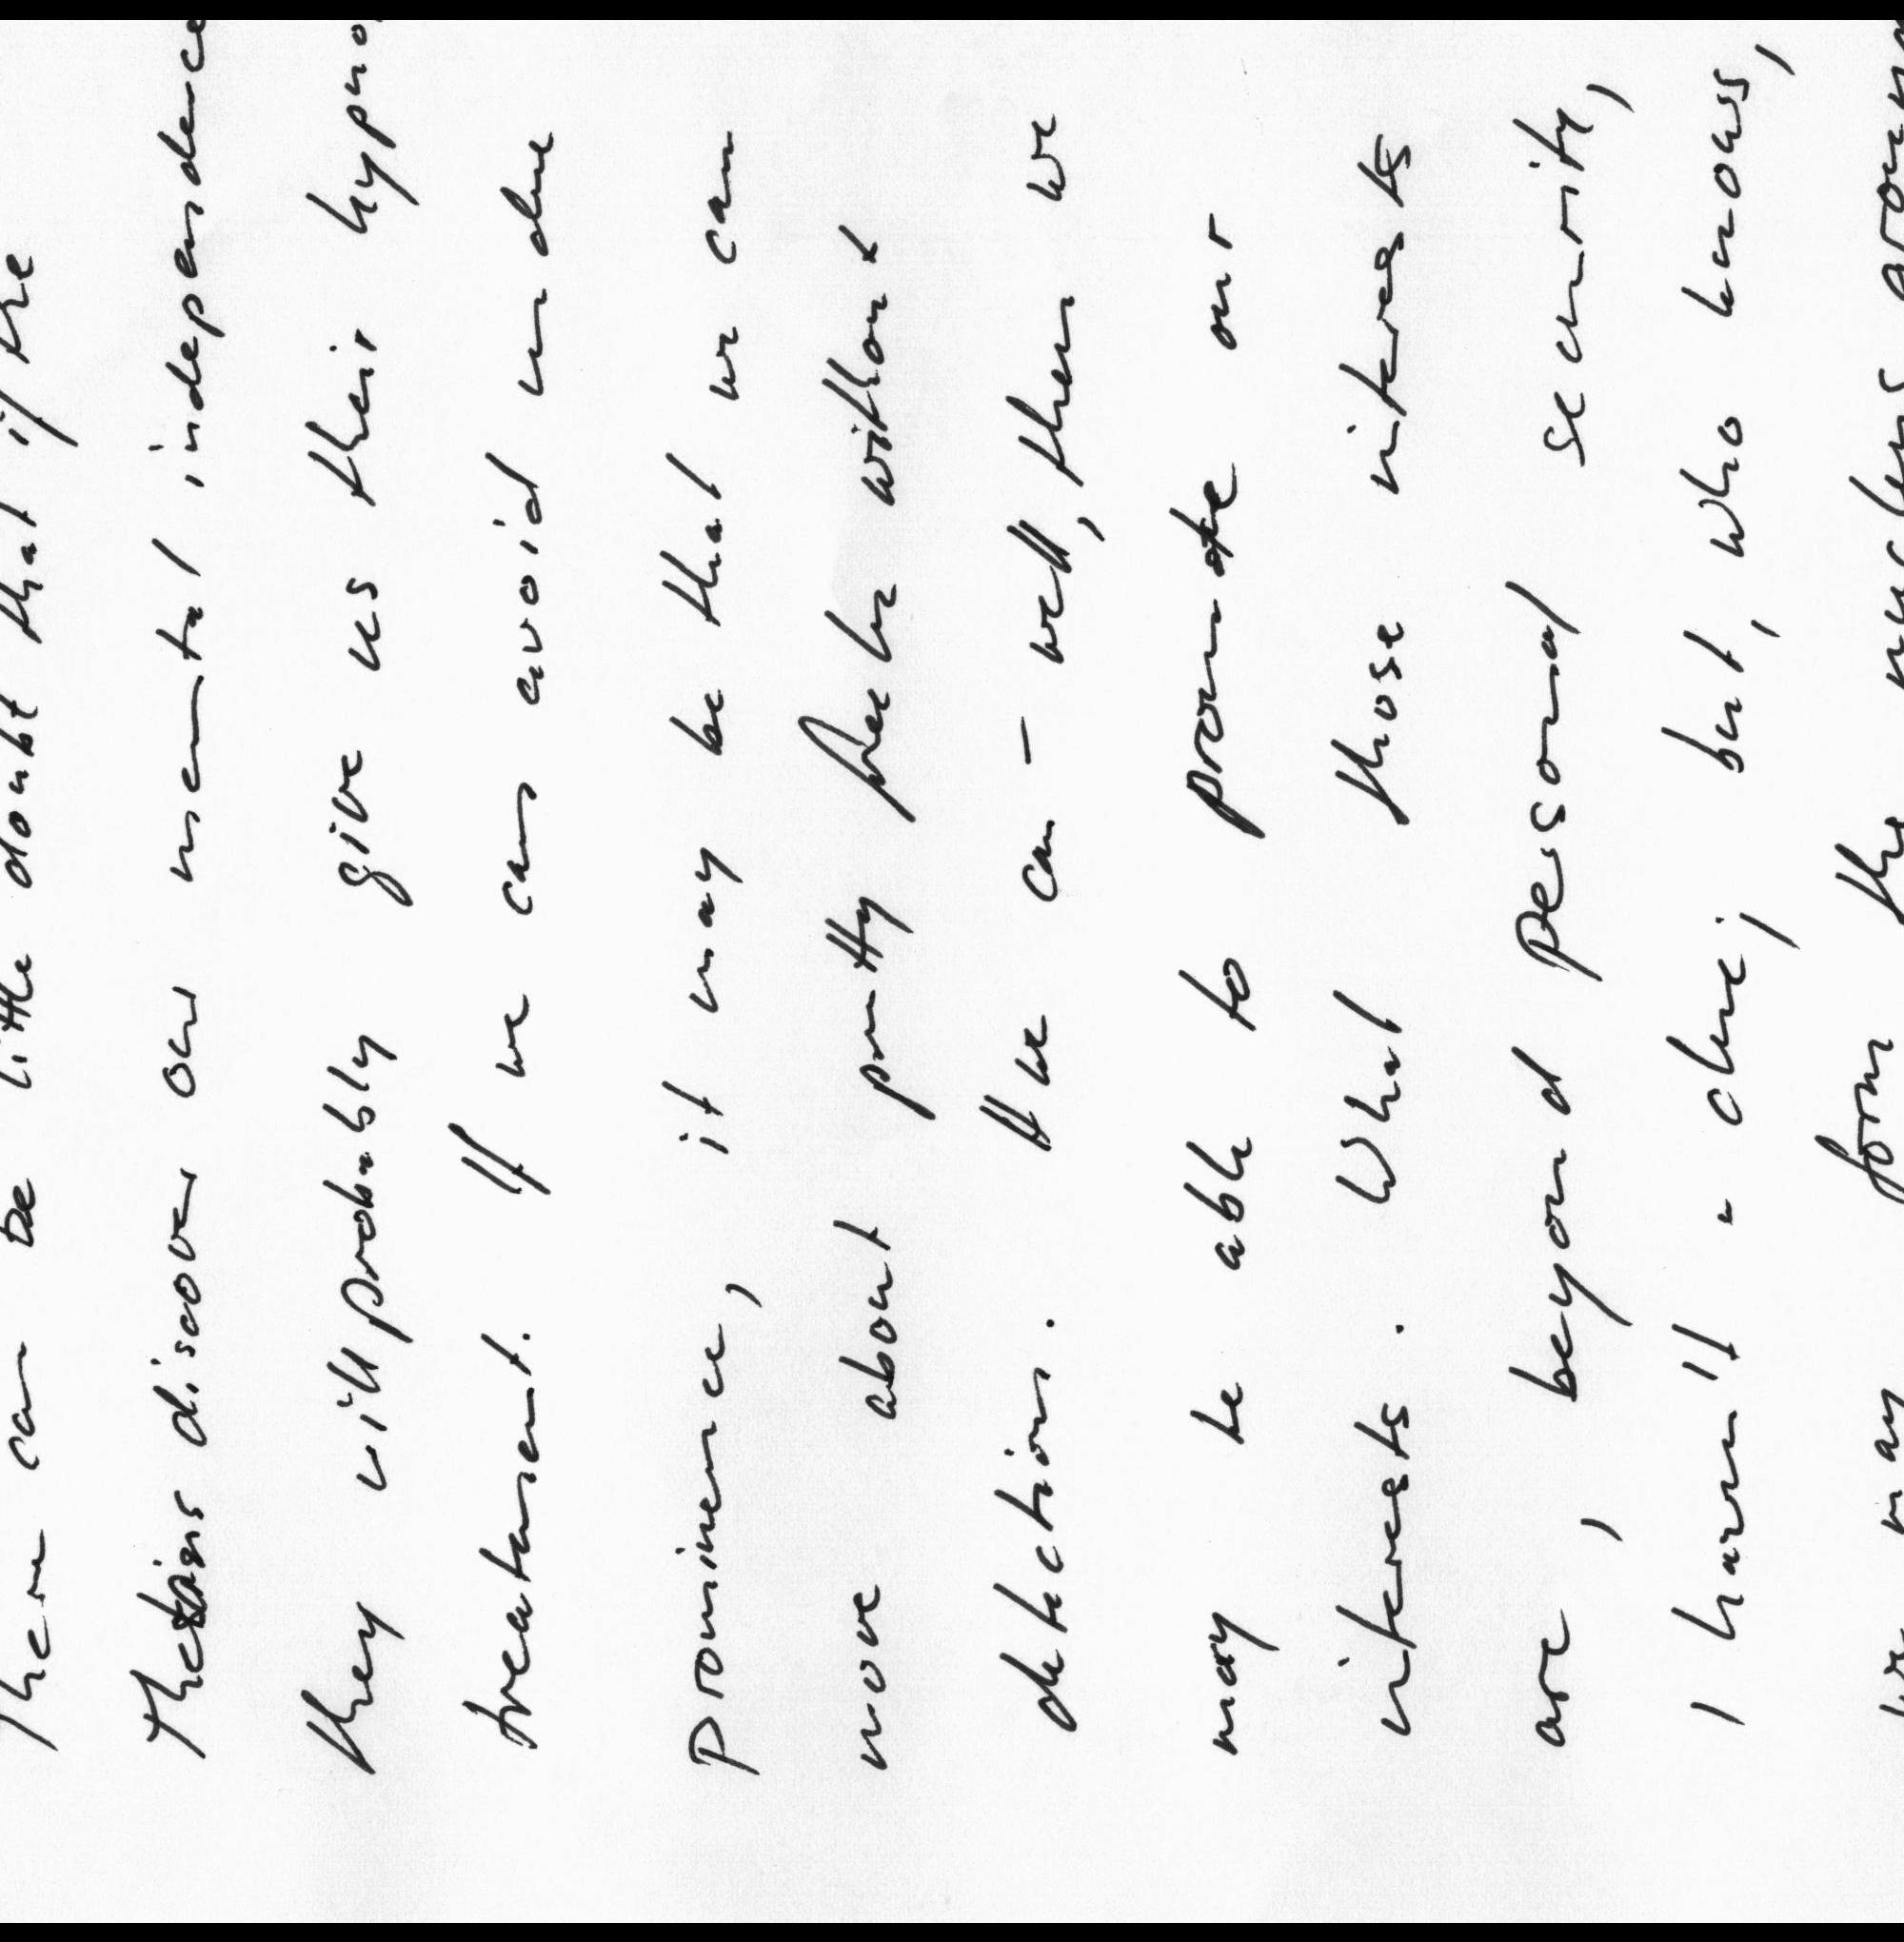 There can be little doubt that if the
Thetans discover our mental independence
they will probably give us their hypno
treatment. If we can avoid undue
prominence, it may be that we can
move about pretty freely without
detection. If we can - well, then we
may be able to promote our
interests. What those interests
are, beyond personal security,
I haven't a clue; but, who knows,
we may form the nucleus